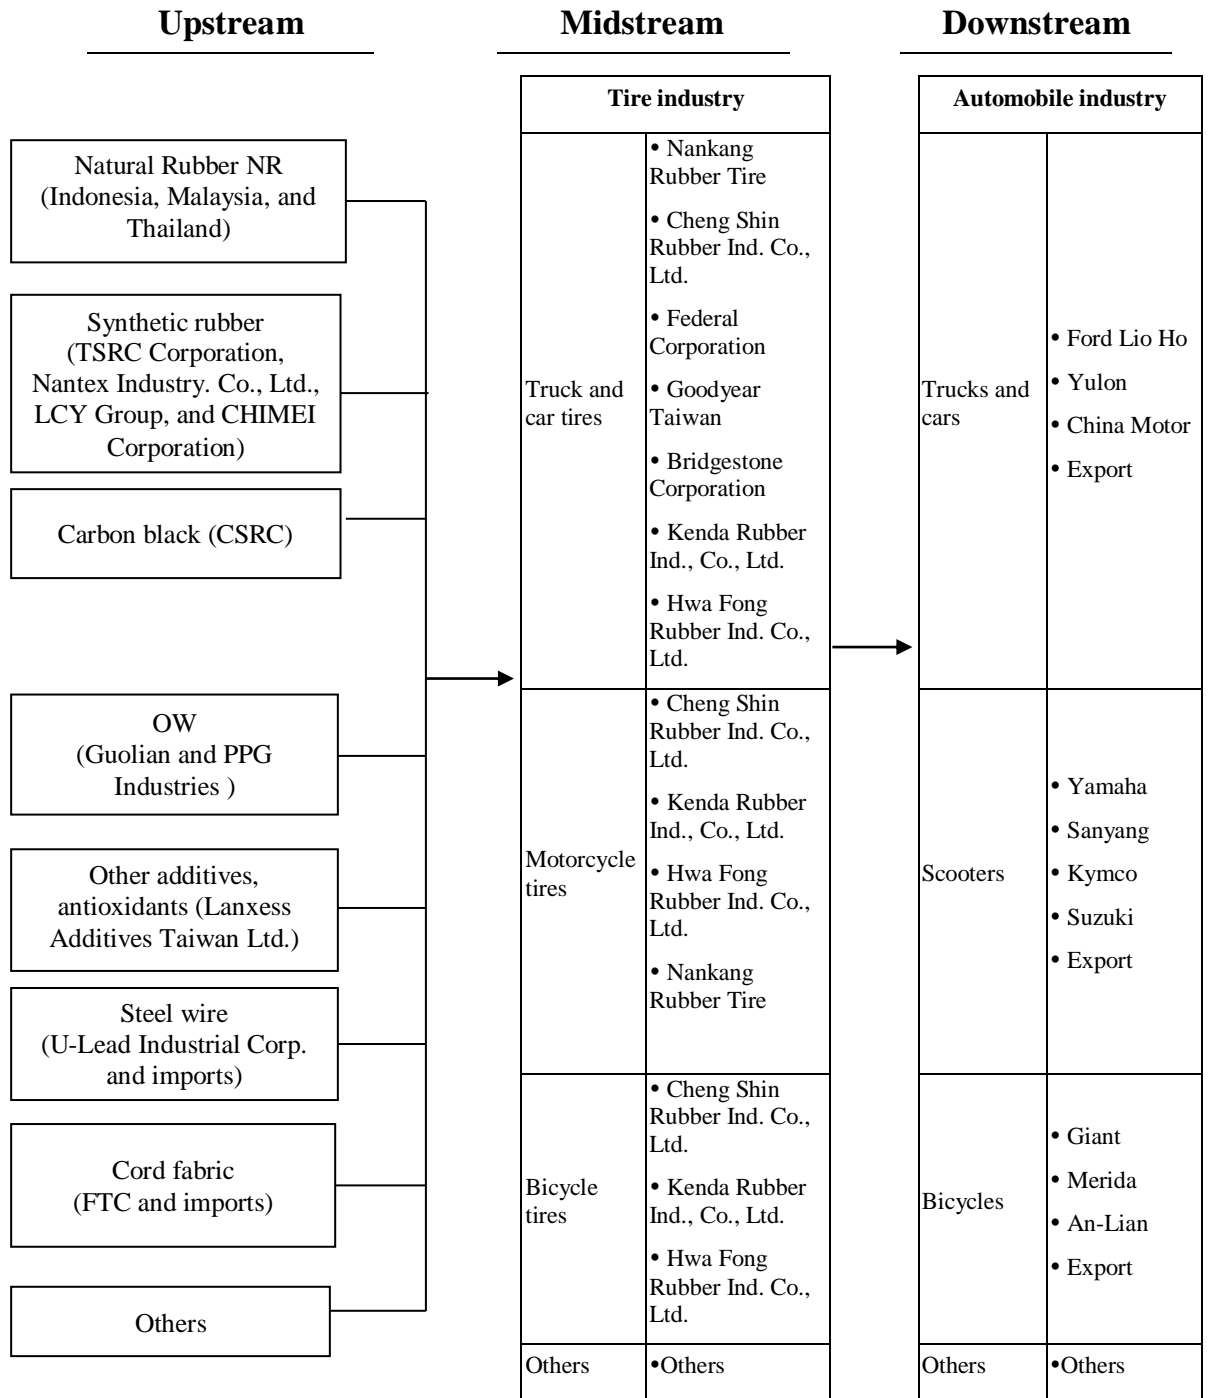 Upstream
Midstream
Downstream
Natural Rubber NR
(Indonesia, Malaysia, and
Thailand)
Synthetic rubber
(TSRC Corporation,
Nantex Industry. Co., Ltd.,
LCY Group, and CHIMEI
Corporation)
Carbon black (CSRC)
OW
(Guolian and PPG
Industries )
Other additives,
antioxidants (Lanxess
Additives Taiwan Ltd.)
Steel wire
(U-Lead Industrial Corp.
and imports)
Cord fabric
(FTC and imports)
Others
Tire industry
Truck and
car tires
• Nankang
Rubber Tire
• Cheng Shin
Rubber Ind. Co.,
Ltd.
• Federal
Corporation
• Goodyear
Taiwan
• Bridgestone
Corporation
• Kenda Rubber
Ind., Co., Ltd.
• Hwa Fong
Rubber Ind. Co.,
Ltd.
Motorcycle
tires
• Cheng Shin
Rubber Ind. Co.,
Ltd.
• Kenda Rubber
Ind., Co., Ltd.
• Hwa Fong
Rubber Ind. Co.,
Ltd.
• Nankang
Rubber Tire
Bicycle
tires
• Cheng Shin
Rubber Ind. Co.,
Ltd.
• Kenda Rubber
Ind., Co., Ltd.
• Hwa Fong
Rubber Ind. Co.,
Ltd.
Others
•Others
Automobile industry
Trucks and
cars
• Ford Lio Ho
• Yulon
• China Motor
• Export
Scooters
• Yamaha
• Sanyang
• Kymco
• Suzuki
• Export
Bicycles
• Giant
• Merida
• An-Lian
• Export
Others
•Others